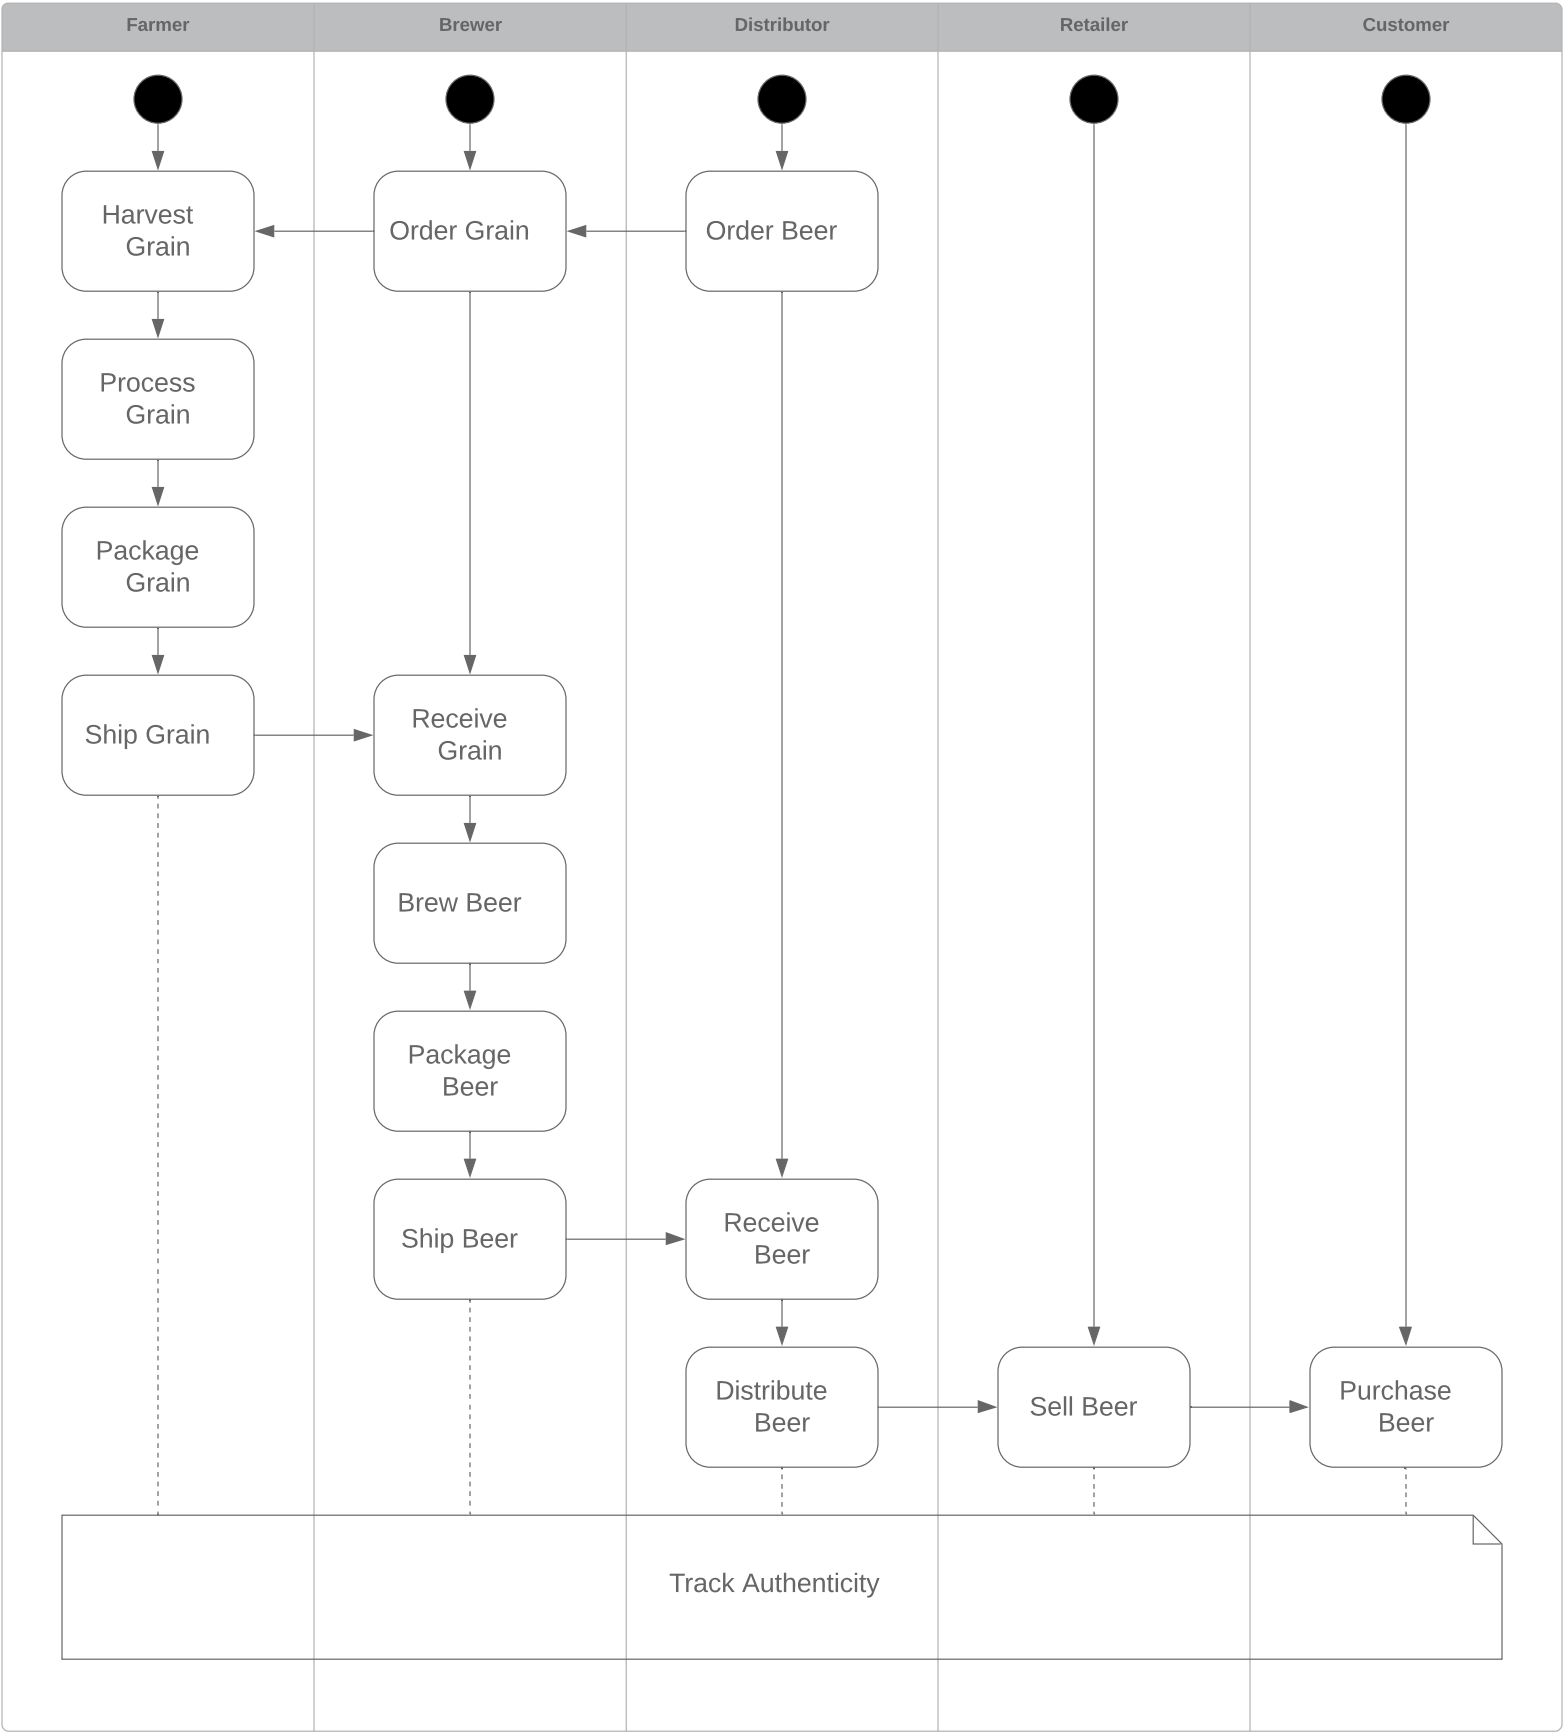 Farmer
Brewer
Distributor
Retailer
Customer
Harvest
Grain
Order Grain
Order Beer
Process
Grain
Package
Grain
Ship Grain
Receive
Grain
Brew Beer
Package
Beer
Ship Beer
Receive
Beer
Distribute
Beer
Sell Beer
Purchase
Beer
Track Authenticity